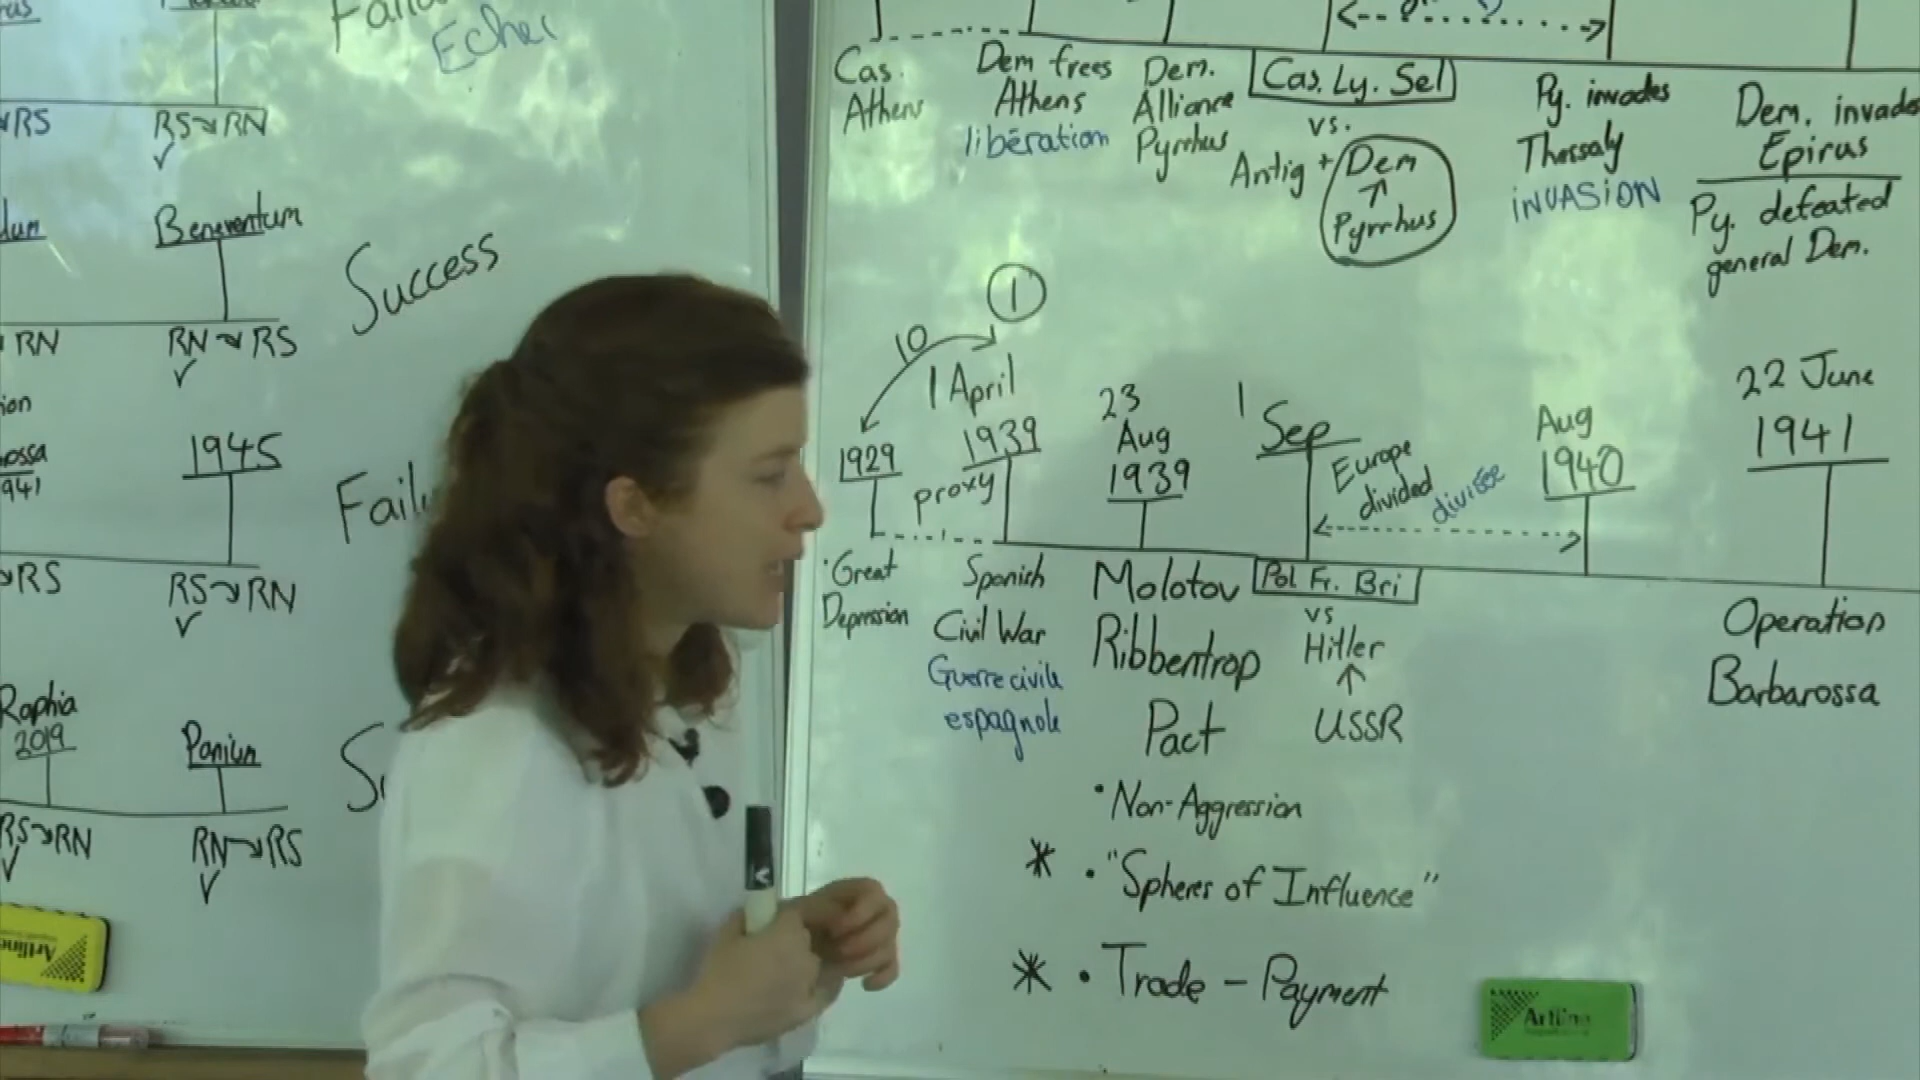 Echec
RS→RN
✓
Beneventum
Success
RN
RN→RS
✓
1945
941
RS
RS→RN
✓
Raphia
2019
Panium
RS→RN
✓
RN→RS
✓
Cas.
Athens
Dem frees
Athens
libération
Dem.
Alliance
Pyrrhus
Cas. Ly. Sel
vs.
Antig + Dem
↑
Pyrrhus
Py. invades
Thessaly
INVASION
Dem. invades
Epirus
Py. defeated
general Dem.
1
10
1 April
1939
1929
proxy
23
Aug
1939
1 Sep
Europe
divided
divisée
Aug
1940
22 June
1941
Great
Depression
Spanish
Civil War
Guerre civile
espagnole
Molotov
Ribbentrop
Pact
Pol Fr. Bri
vs
Hitler
↑
USSR
Operation
Barbarossa
• Non-Aggression
* • "Spheres of Influence"
* • Trade - Payment
Artline
Artline